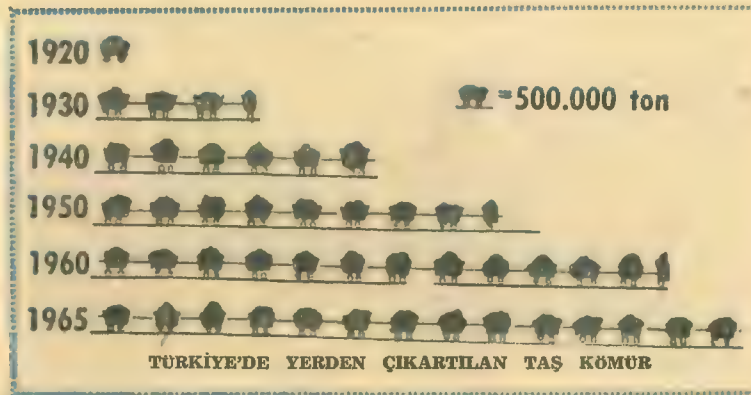 1920
1930 =500.000 ton
1940
1950
1960
1965
TÜRKİYE'DE YERDEN ÇIKARTILAN TAŞ KÖMÜR